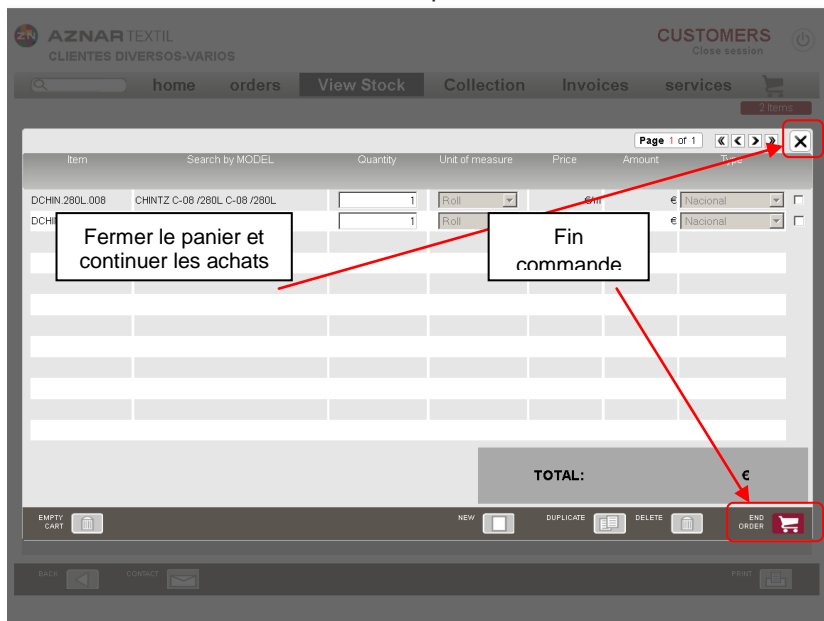 AZNAR TEXTIL
CLIENTES DIVERSOS-VARIOS
CUSTOMERS
Close session
home orders View Stock Collection Invoices services
2 Items
Page 1 of 1
Item Search by MODEL Quantity Unit of measure Price Amount Type
DCHIN.280L.008 CHINTZ C-08 /280L C-08 /280L 1 Roll € Nacional
1 Roll € Nacional
Fermer le panier et
continuer les achats
Fin
commande
TOTAL: €
EMPTY
CART
NEW
DUPLICATE
DELETE
END
ORDER
BACK
CONTACT
PRINT